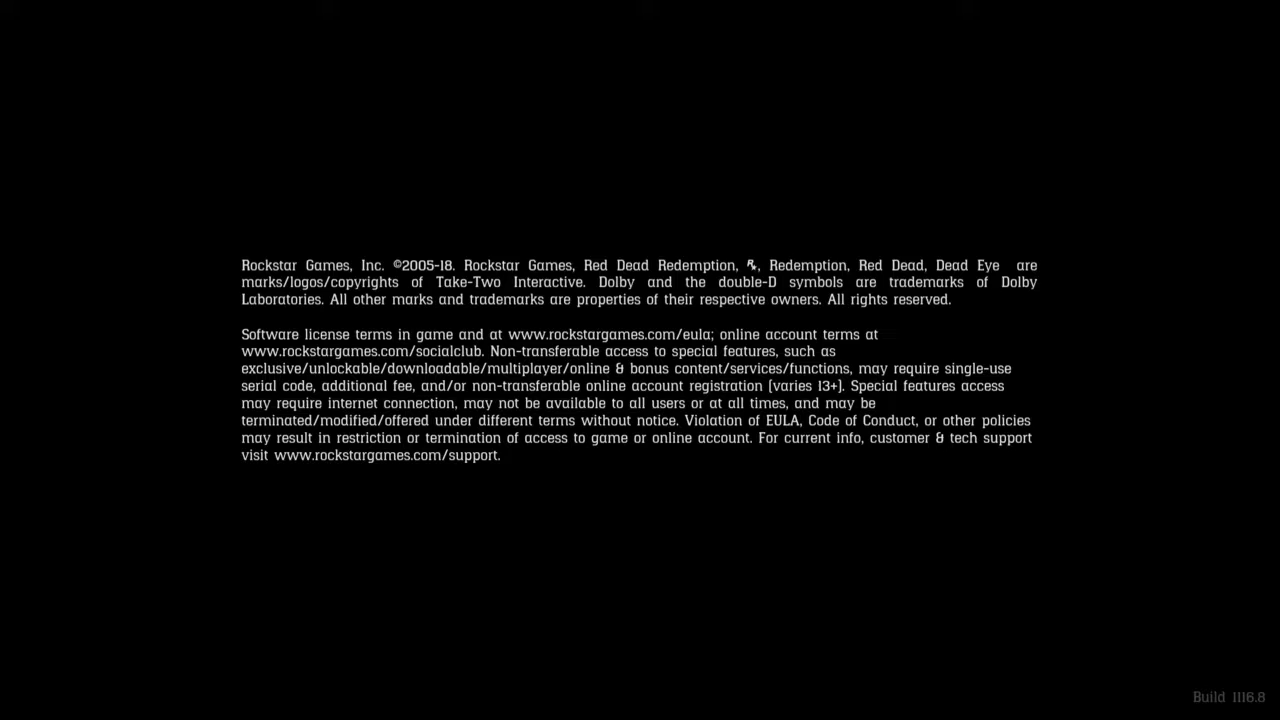 Rockstar Games, Inc. ©2005-18. Rockstar Games, Red Dead Redemption, R*, Redemption, Red Dead, Dead Eye are
marks/logos/copyrights of Take-Two Interactive. Dolby and the double-D symbols are trademarks of Dolby
Laboratories. All other marks and trademarks are properties of their respective owners. All rights reserved.
Software license terms in game and at www.rockstargames.com/eula; online account terms at
www.rockstargames.com/socialclub. Non-transferable access to special features, such as
exclusive/unlockable/downloadable/multiplayer/online & bonus content/services/functions, may require single-use
serial code, additional fee, and/or non-transferable online account registration (varies 13+). Special features access
may require internet connection, may not be available to all users or at all times, and may be
terminated/modified/offered under different terms without notice. Violation of EULA, Code of Conduct, or other policies
may result in restriction or termination of access to game or online account. For current info, customer & tech support
visit www.rockstargames.com/support.
Build 1116.8